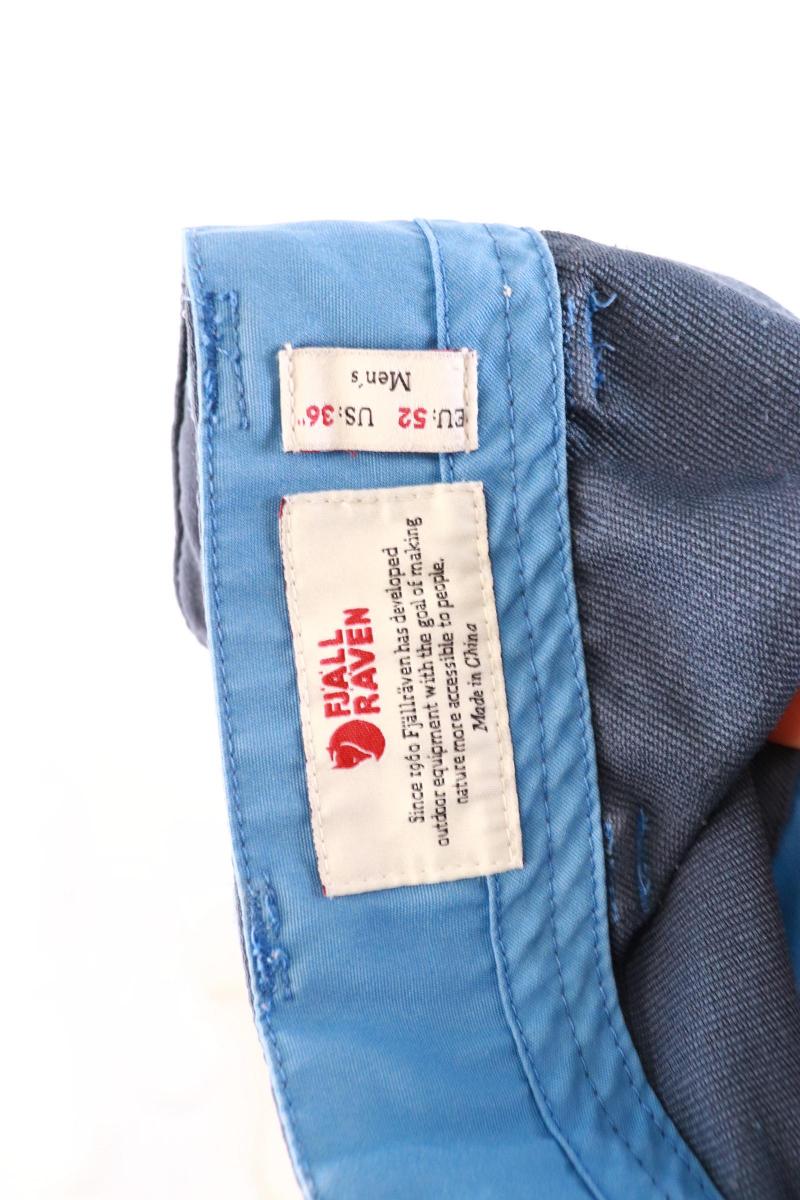 Men's
EU: 52 US: 36"
FJÄLL
RÄVEN
Since 1960 Fjällräven has developed
outdoor equipment with the goal of making
nature more accessible to people.
Made in China